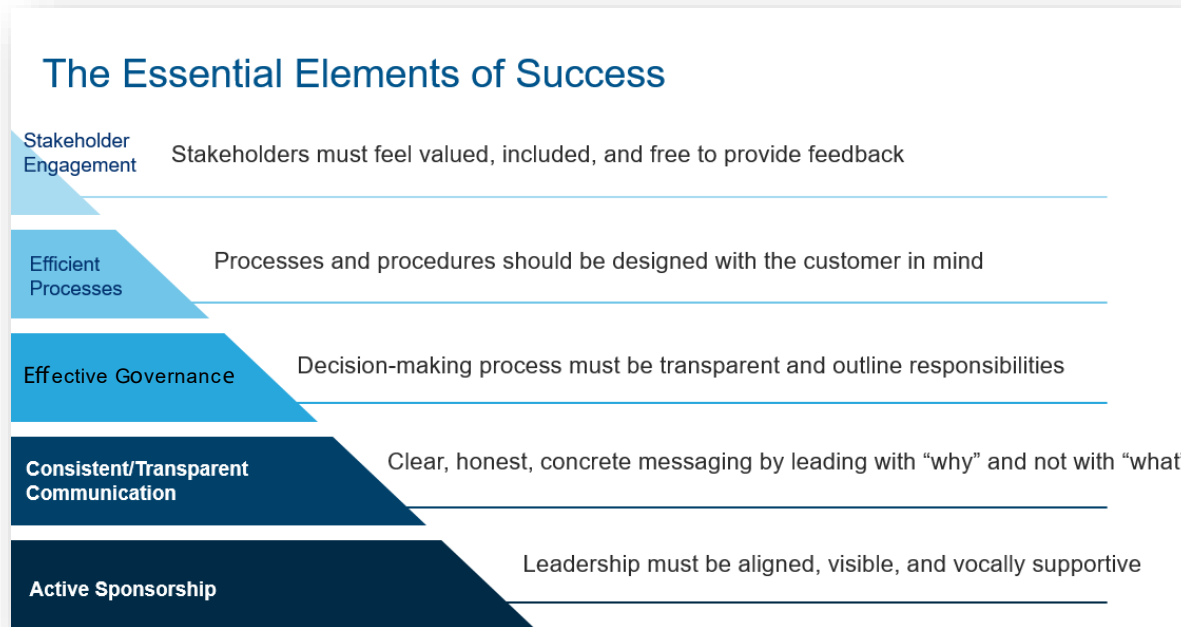 The Essential Elements of Success
Stakeholder
Engagement
Stakeholders must feel valued, included, and free to provide feedback
Efficient
Processes
Processes and procedures should be designed with the customer in mind
Effective Governance
Decision-making process must be transparent and outline responsibilities
Consistent/Transparent
Communication
Clear, honest, concrete messaging by leading with “why” and not with “what”
Active Sponsorship
Leadership must be aligned, visible, and vocally supportive